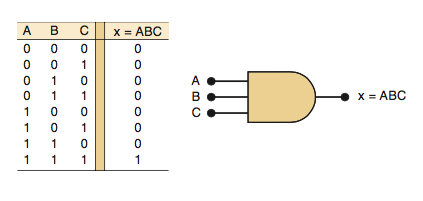 A B C x = ABC
0 0 0 0
0 0 1 0
0 1 0 0
0 1 1 0
1 0 0 0
1 0 1 0
1 1 0 0
1 1 1 1
A
B
C
x = ABC